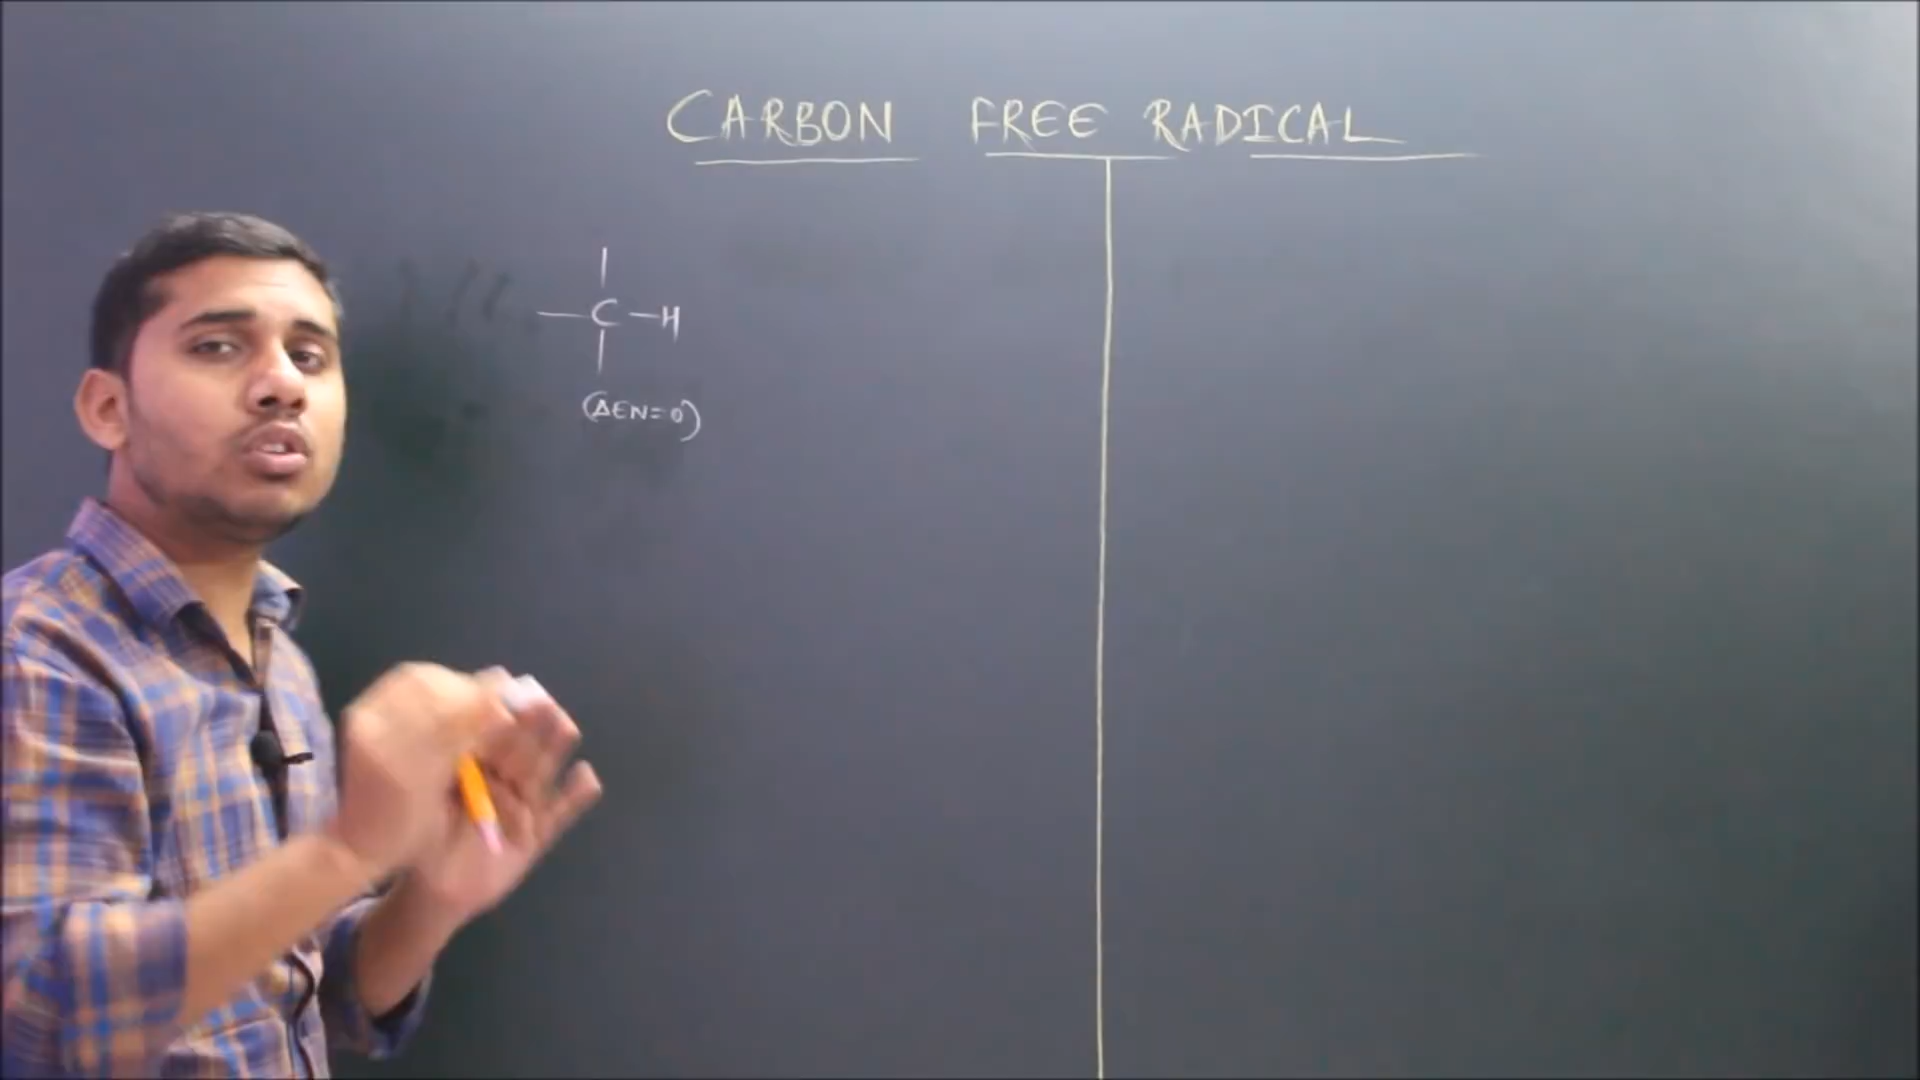 CARBON FREE RADICAL
C-H
(ΔEN=0)